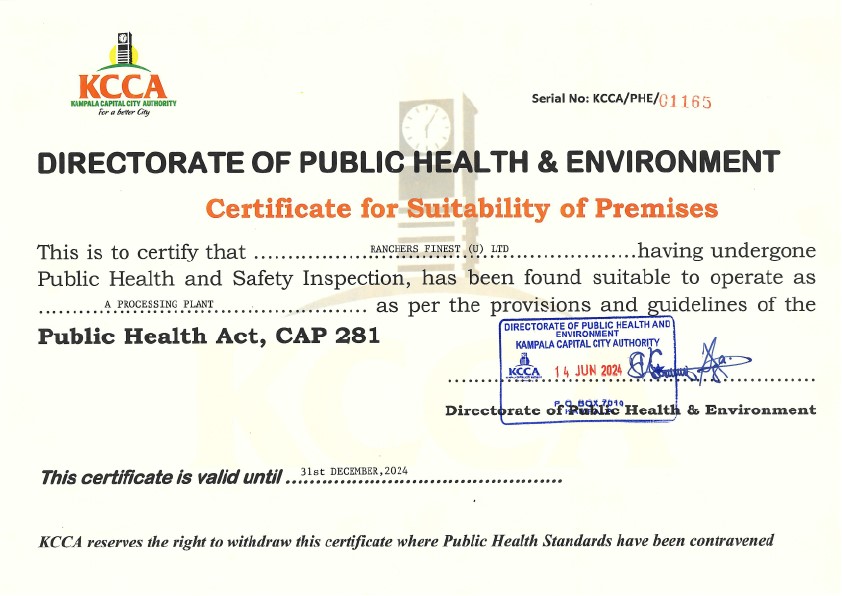 KCCA
KAMPALA CAPITAL CITY AUTHORITY
For a better City
Serial No: KCCA/PHE/01165
DIRECTORATE OF PUBLIC HEALTH & ENVIRONMENT
Certificate for Suitability of Premises
This is to certify that ....................RANCHERS FINEST (U) LTD....................having undergone
Public Health and Safety Inspection, has been found suitable to operate as
..........A PROCESSING PLANT.......................... as per the provisions and guidelines of the
Public Health Act, CAP 281
DIRECTORATE OF PUBLIC HEALTH AND
ENVIRONMENT
KAMPALA CAPITAL CITY AUTHORITY
KCCA
14 JUN 2024
P. O. BOX 7010
Directorate of Public Health & Environment
This certificate is valid until ..31st DECEMBER,2024..............................
KCCA reserves the right to withdraw this certificate where Public Health Standards have been contravened